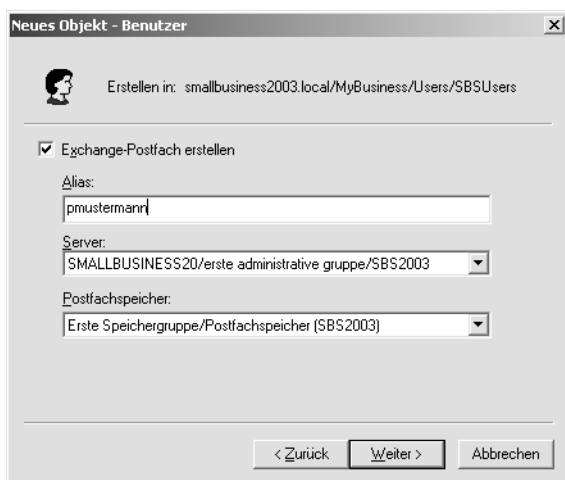 Neues Objekt - Benutzer
Erstellen in: smallbusiness2003.local/MyBusiness/Users/SBSUsers
Exchange-Postfach erstellen
Alias:
pmustermann
Server:
SMALLBUSINESS20/erste administrative gruppe/SBS2003
Postfachspeicher:
Erste Speichergruppe/Postfachspeicher (SBS2003)
< Zurück Weiter > Abbrechen